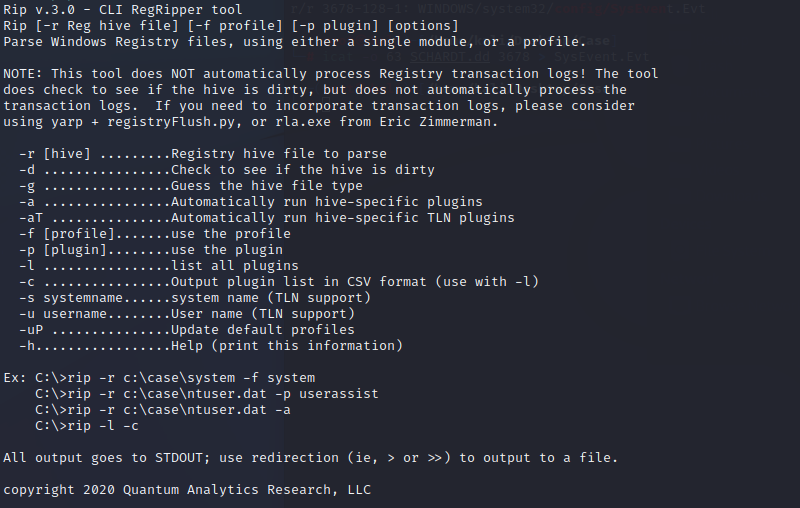 Rip v.3.0 - CLI RegRipper tool
Rip [-r Reg hive file] [-f profile] [-p plugin] [options]
Parse Windows Registry files, using either a single module, or a profile.
NOTE: This tool does NOT automatically process Registry transaction logs! The tool
does check to see if the hive is dirty, but does not automatically process the
transaction logs.  If you need to incorporate transaction logs, please consider
using yarp + registryFlush.py, or rla.exe from Eric Zimmerman.
-r [hive] .........Registry hive file to parse
-d ................Check to see if the hive is dirty
-g ................Guess the hive file type
-a ................Automatically run hive-specific plugins
-aT ...............Automatically run hive-specific TLN plugins
-f [profile].......use the profile
-p [plugin]........use the plugin
-l ................list all plugins
-c ................Output plugin list in CSV format (use with -l)
-s systemname......system name (TLN support)
-u username........User name (TLN support)
-uP ...............Update default profiles
-h.................Help (print this information)
Ex: C:\>rip -r c:\case\system -f system
C:\>rip -r c:\case\ntuser.dat -p userassist
C:\>rip -r c:\case\ntuser.dat -a
C:\>rip -l -c
All output goes to STDOUT; use redirection (ie, > or >>) to output to a file.
copyright 2020 Quantum Analytics Research, LLC